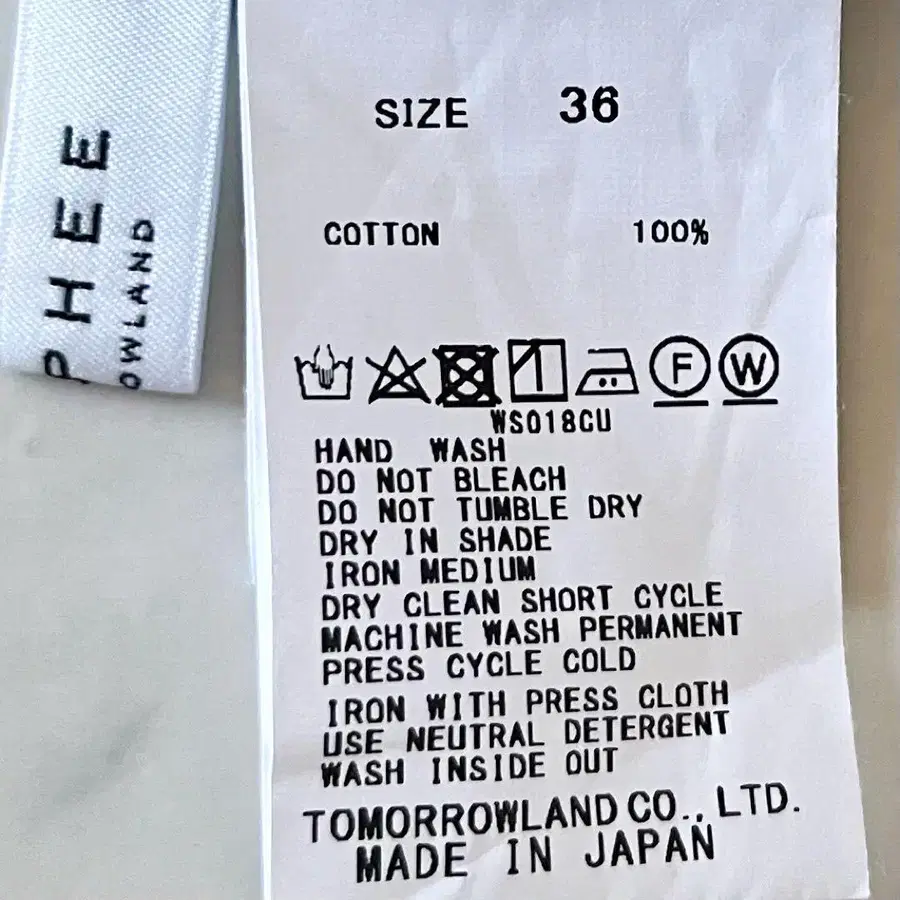 PHEE
OWLAND
SIZE 36
COTTON 100%
F W
WS018CU
HAND WASH
DO NOT BLEACH
DO NOT TUMBLE DRY
DRY IN SHADE
IRON MEDIUM
DRY CLEAN SHORT CYCLE
MACHINE WASH PERMANENT
PRESS CYCLE COLD
IRON WITH PRESS CLOTH
USE NEUTRAL DETERGENT
WASH INSIDE OUT
TOMORROWLAND CO., LTD.
MADE IN JAPAN